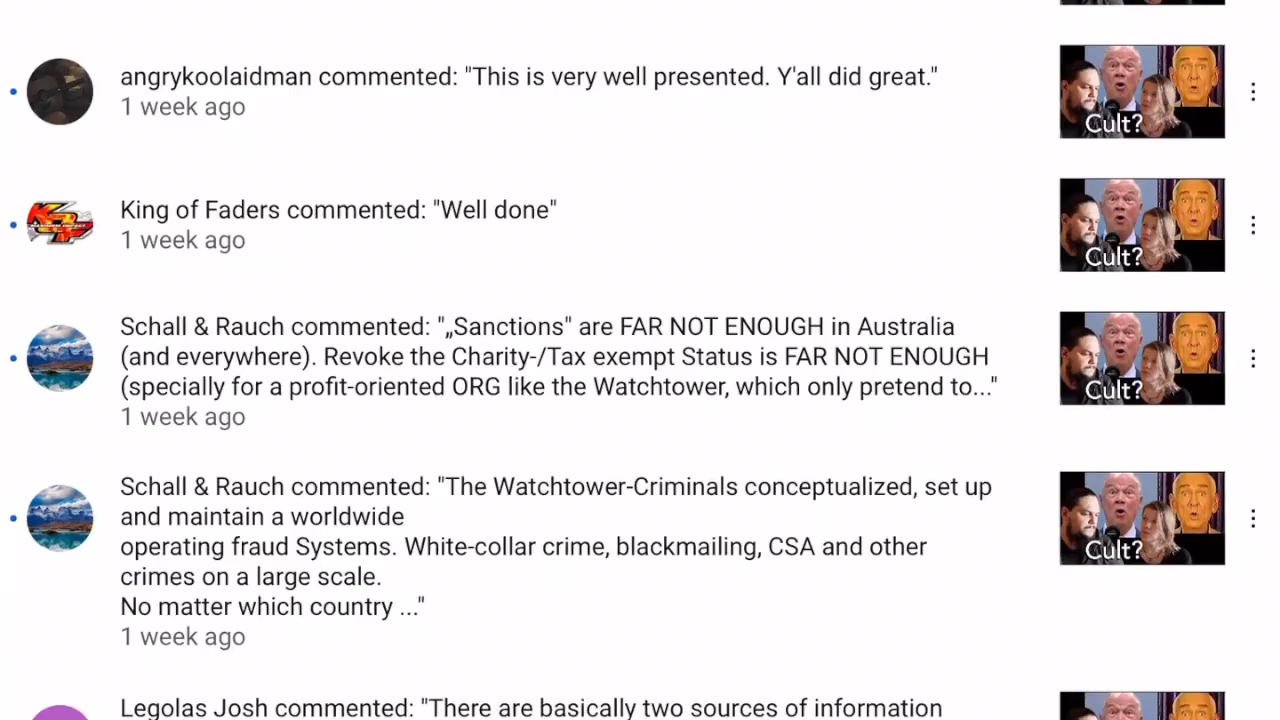 angrykoolaidman commented: "This is very well presented. Y'all did great."
1 week ago
Cult?
King of Faders commented: "Well done"
1 week ago
Cult?
Schall & Rauch commented: "„Sanctions" are FAR NOT ENOUGH in Australia
(and everywhere). Revoke the Charity-/Tax exempt Status is FAR NOT ENOUGH
(specially for a profit-oriented ORG like the Watchtower, which only pretend to..."
1 week ago
Cult?
Schall & Rauch commented: "The Watchtower-Criminals conceptualized, set up
and maintain a worldwide
operating fraud Systems. White-collar crime, blackmailing, CSA and other
crimes on a large scale.
No matter which country ..."
1 week ago
Cult?
Legolas Josh commented: "There are basically two sources of information